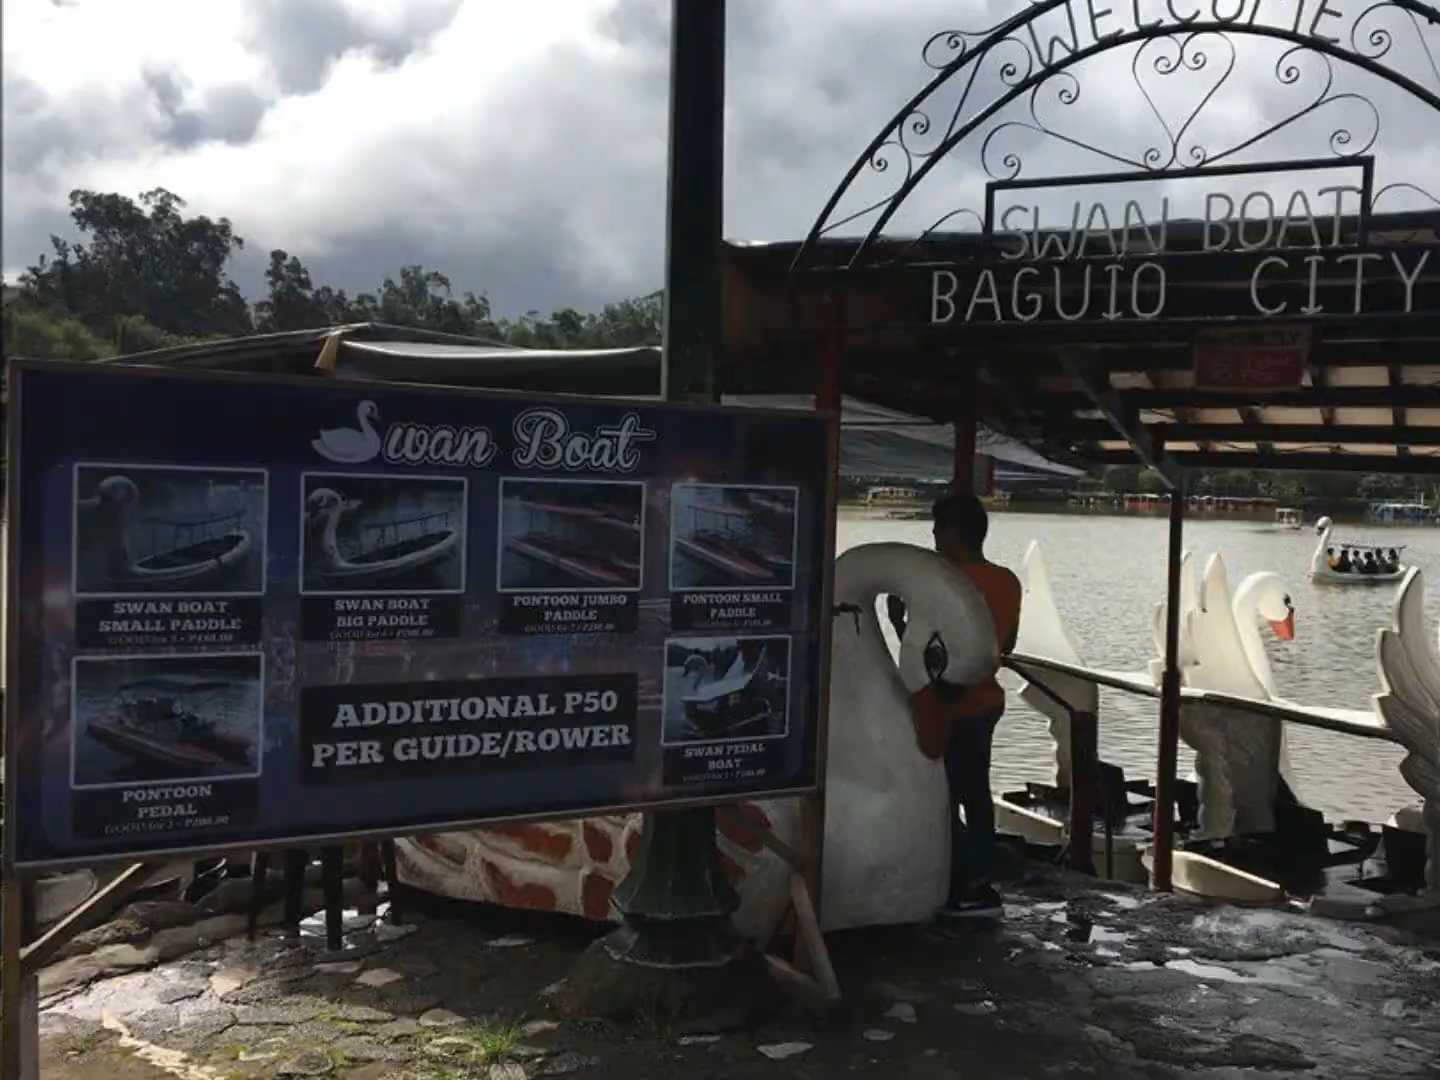 WELCOME
SWAN BOAT
BAGUIO CITY
Swan Boat
SWAN BOAT
SMALL PADDLE
SWAN BOAT
BIG PADDLE
PONTOON JUMBO
PADDLE
PONTOON SMALL
PADDLE
PONTOON
PEDAL
ADDITIONAL P50
PER GUIDE/ROWER
SWAN PEDAL
BOAT